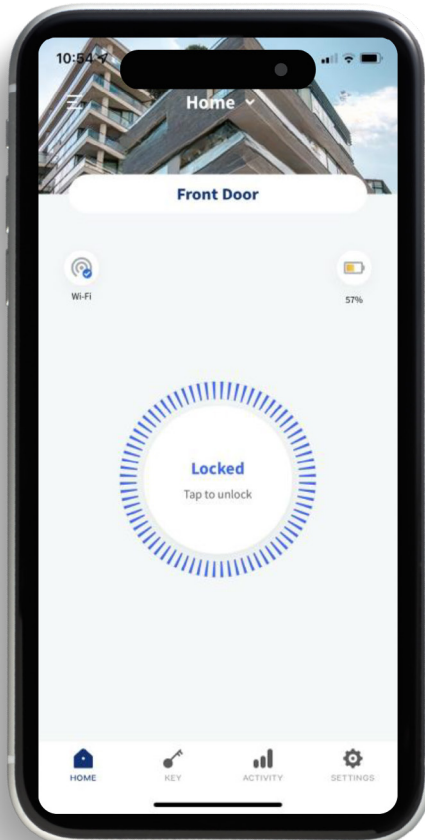 10:54
Home
Front Door
Wi-Fi
57%
Locked
Tap to unlock
HOME
KEY
ACTIVITY
SETTINGS